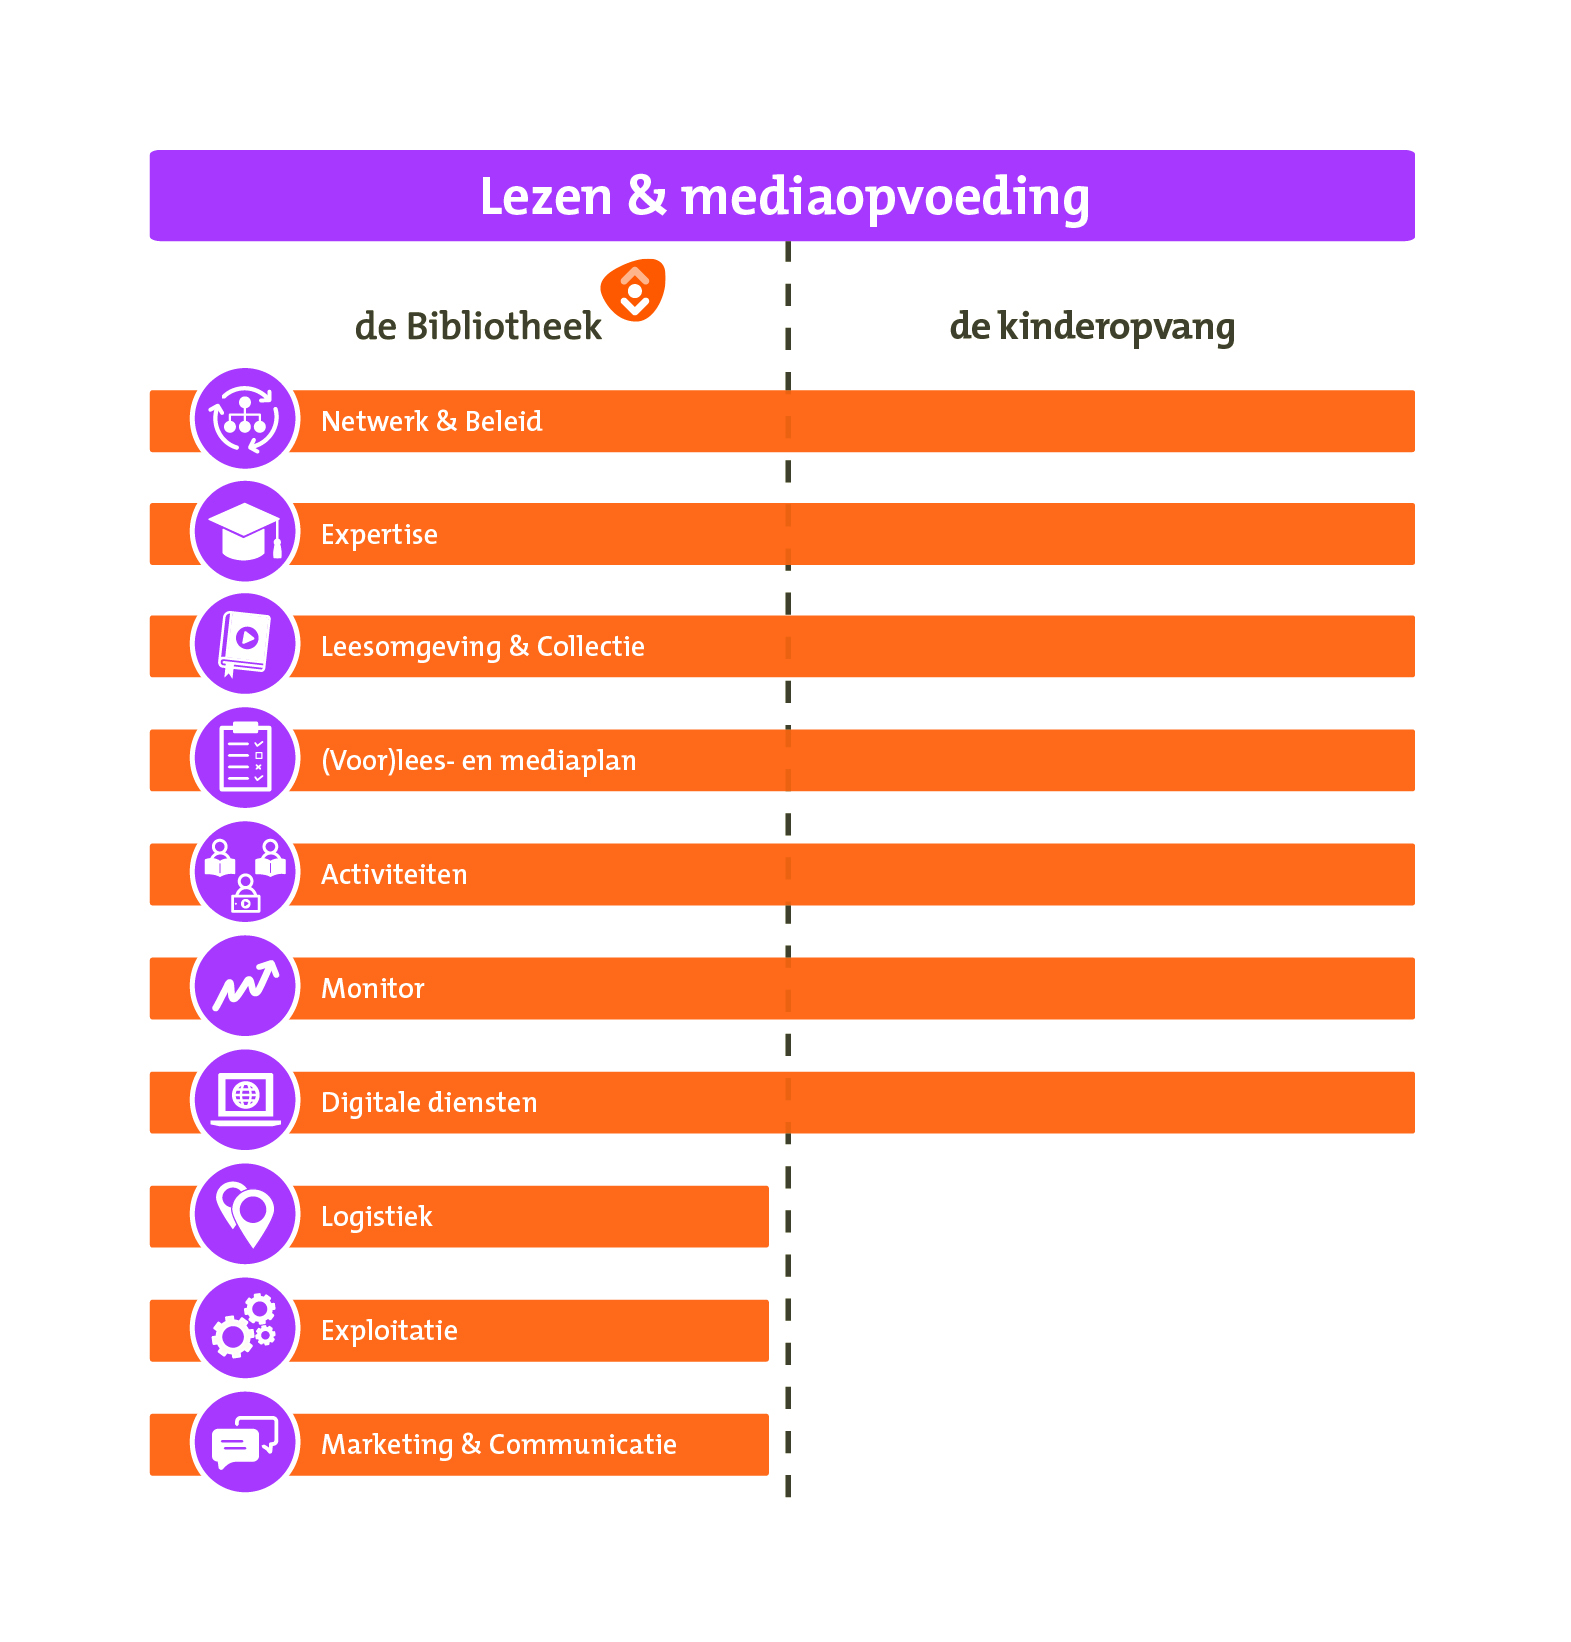 Lezen & mediaopvoeding
de Bibliotheek
de kinderopvang
Netwerk & Beleid
Expertise
Leesomgeving & Collectie
(Voor)lees- en mediaplan
Activiteiten
Monitor
Digitale diensten
Logistiek
Exploitatie
Marketing & Communicatie